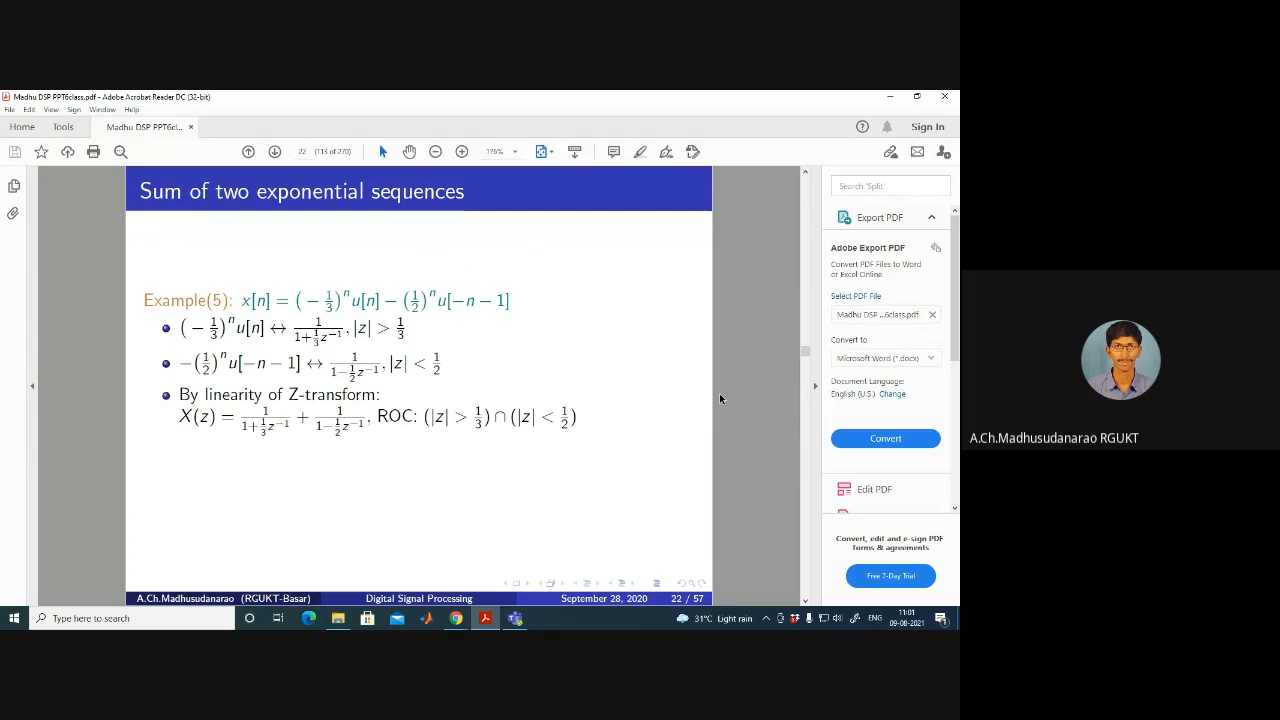 Madhu DSP PPT6class.pdf - Adobe Acrobat Reader DC (32-bit)
File Edit View Sign Window Help
Home Tools Madhu DSP PPT6cl... × Sign In
22 (113 of 270) 176%
Sum of two exponential sequences
Example(5): x[n] = (−1/3)^n u[n] − (1/2)^n u[−n − 1]
(−1/3)^n u[n] ↔ 1/(1+1/3 z^−1), |z| > 1/3
−(1/2)^n u[−n − 1] ↔ 1/(1−1/2 z^−1), |z| < 1/2
By linearity of Z-transform:
X(z) = 1/(1+1/3 z^−1) + 1/(1−1/2 z^−1), ROC: (|z| > 1/3) ∩ (|z| < 1/2)
A.Ch.Madhusudanarao (RGUKT-Basar) Digital Signal Processing September 28, 2020 22 / 57
Search 'Split'
Export PDF
Adobe Export PDF
Convert PDF Files to Word
or Excel Online
Select PDF File
Madhu DSP ...6class.pdf ×
Convert to
Microsoft Word (*.docx)
Document Language:
English (U.S.) Change
Convert
Edit PDF
Convert, edit and e-sign PDF
forms & agreements
Free 7-Day Trial
Type here to search
31°C Light rain ENG 11:01
09-08-2021
A.Ch.Madhusudanarao RGUKT